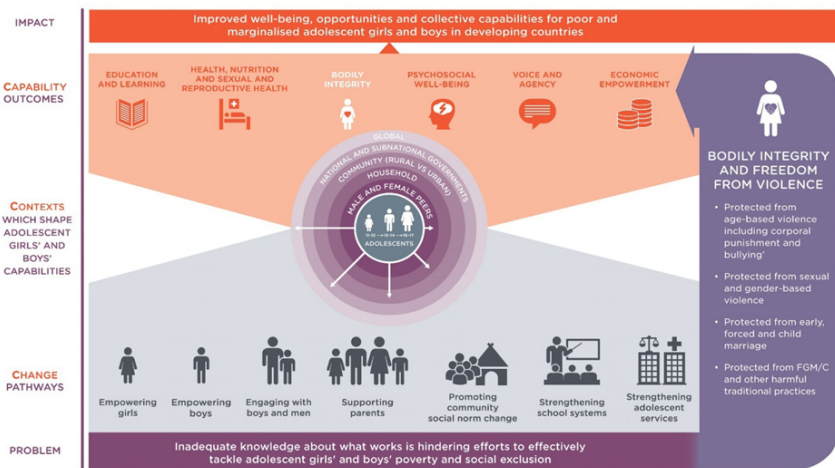 IMPACT
Improved well-being, opportunities and collective capabilities for poor and
marginalised adolescent girls and boys in developing countries
CAPABILITY
OUTCOMES
EDUCATION
AND LEARNING
HEALTH, NUTRITION
AND SEXUAL AND
REPRODUCTIVE HEALTH
BODILY
INTEGRITY
PSYCHOSOCIAL
WELL-BEING
VOICE AND
AGENCY
ECONOMIC
EMPOWERMENT
CONTEXTS
WHICH SHAPE
ADOLESCENT
GIRLS' AND
BOYS'
CAPABILITIES
GLOBAL
NATIONAL AND SUBNATIONAL GOVERNMENTS
COMMUNITY (RURAL VS URBAN)
HOUSEHOLD
MALE AND FEMALE PEERS
ADOLESCENTS
BODILY INTEGRITY
AND FREEDOM
FROM VIOLENCE
• Protected from
age-based violence
including corporal
punishment and
bullying'
• Protected from sexual
and gender-based
violence
• Protected from early,
forced and child
marriage
• Protected from FGM/C
and other harmful
traditional practices
CHANGE
PATHWAYS
Empowering
girls
Empowering
boys
Engaging with
boys and men
Supporting
parents
Promoting
community
social norm change
Strengthening
school systems
Strengthening
adolescent
services
PROBLEM
Inadequate knowledge about what works is hindering efforts to effectively
tackle adolescent girls' and boys' poverty and social exclusion